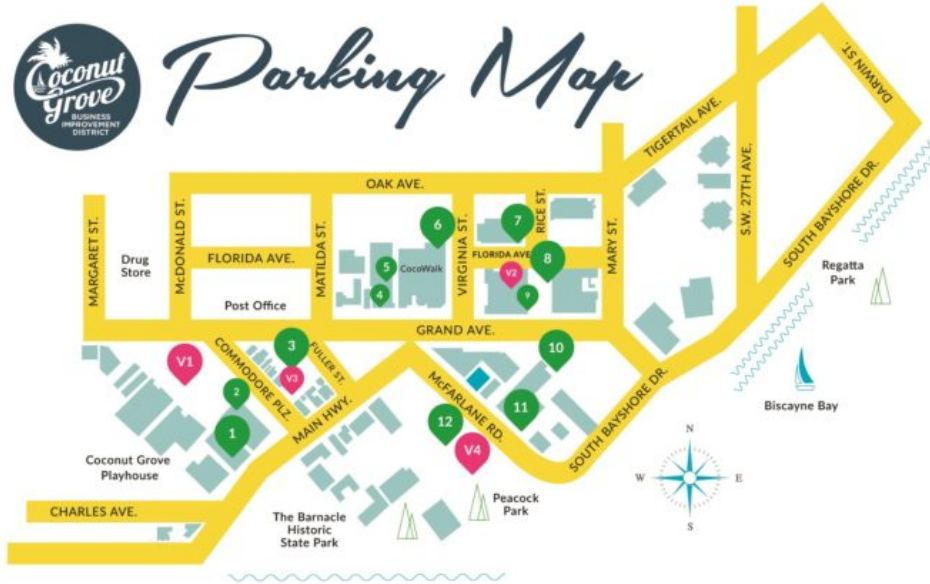 Coconut
Grove
BUSINESS
IMPROVEMENT
DISTRICT
Parking Map
DARWIN ST.
TIGERTAIL AVE.
OAK AVE.
S.W. 27TH AVE.
SOUTH BAYSHORE DR.
MARGARET ST.
McDONALD ST.
MATILDA ST.
VIRGINIA ST.
RICE ST.
MARY ST.
6
7
Drug
Store
FLORIDA AVE.
5
CocoWalk
FLORIDA AVE.
V2
8
Regatta
Park
4
9
Post Office
GRAND AVE.
V1
COMMODORE PLZ.
3
V3
FULLER ST.
10
2
McFARLANE RD.
SOUTH BAYSHORE DR.
Biscayne Bay
1
MAIN HWY.
12
11
V4
N
W
E
S
Coconut Grove
Playhouse
Peacock
Park
CHARLES AVE.
The Barnacle
Historic
State Park